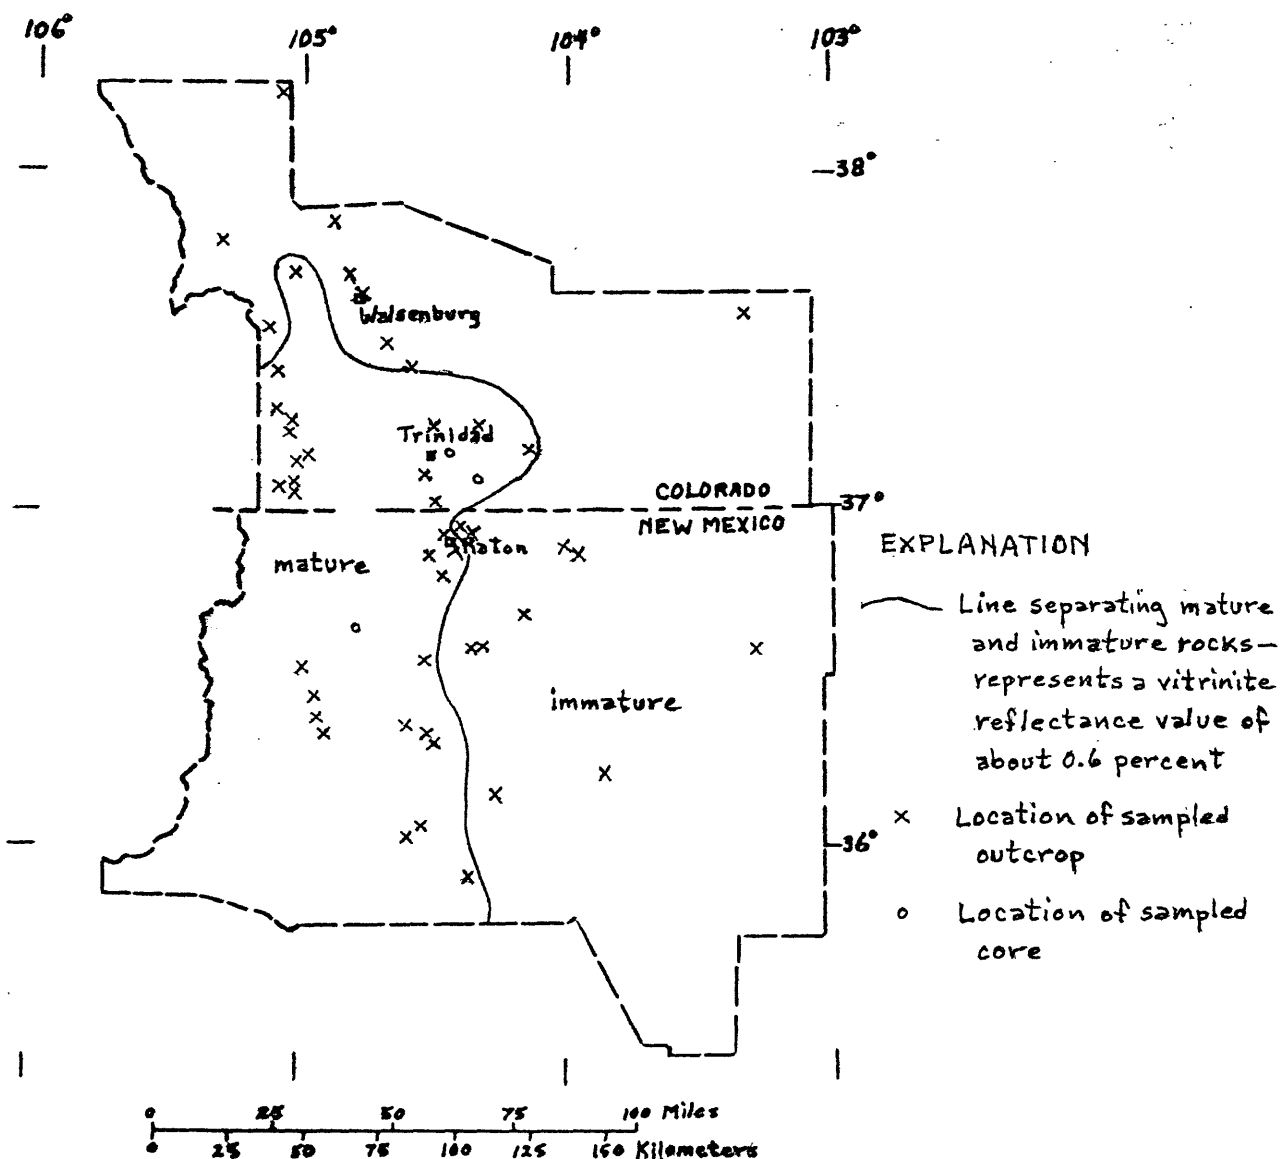 106° 105° 104° 103°
38°
Walsenburg
Trinidad
COLORADO
37°
NEW MEXICO
Raton
mature
EXPLANATION
Line separating mature
and immature rocks—
represents a vitrinite
reflectance value of
about 0.6 percent
immature
Location of sampled
outcrop
36°
Location of sampled
core
0 25 50 75 100 Miles
0 25 50 75 100 125 150 Kilometers